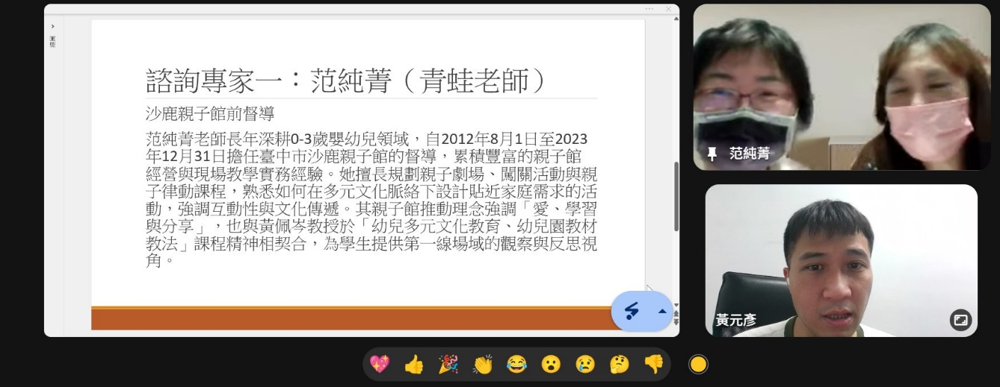 諮詢專家一：范純菁（青蛙老師）
沙鹿親子館前督導
范純菁老師長年深耕0-3歲嬰幼兒領域，自2012年8月1日至2023
年12月31日擔任臺中市沙鹿親子館的督導，累積豐富的親子館
經營與現場教學實務經驗。她擅長規劃親子劇場、闖關活動與親
子律動課程，熟悉如何在多元文化脈絡下設計貼近家庭需求的活
動，強調互動性與文化傳遞。其親子館推動理念強調「愛、學習
與分享」，也與黃佩岑教授於「幼兒多元文化教育、幼兒園教材
教法」課程精神相契合，為學生提供第一線場域的觀察與反思視
角。
范純菁
黃元彥